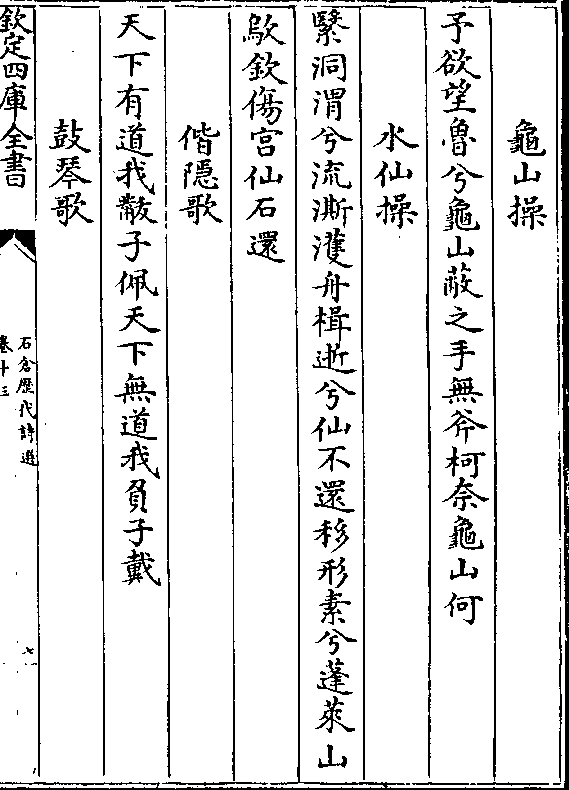 龜山操
予欲望魯兮龜山蔽之手無斧柯奈龜山何
水仙操
繄洞渭兮流澌濩舟楫逝兮仙不還移形素兮蓬萊山
歍欽傷宫仙石還
偕隱歌
天下有道我黻子佩天下無道我負子戴
鼓琴歌
欽定四庫全書
石倉歷代詩選
卷十三
七